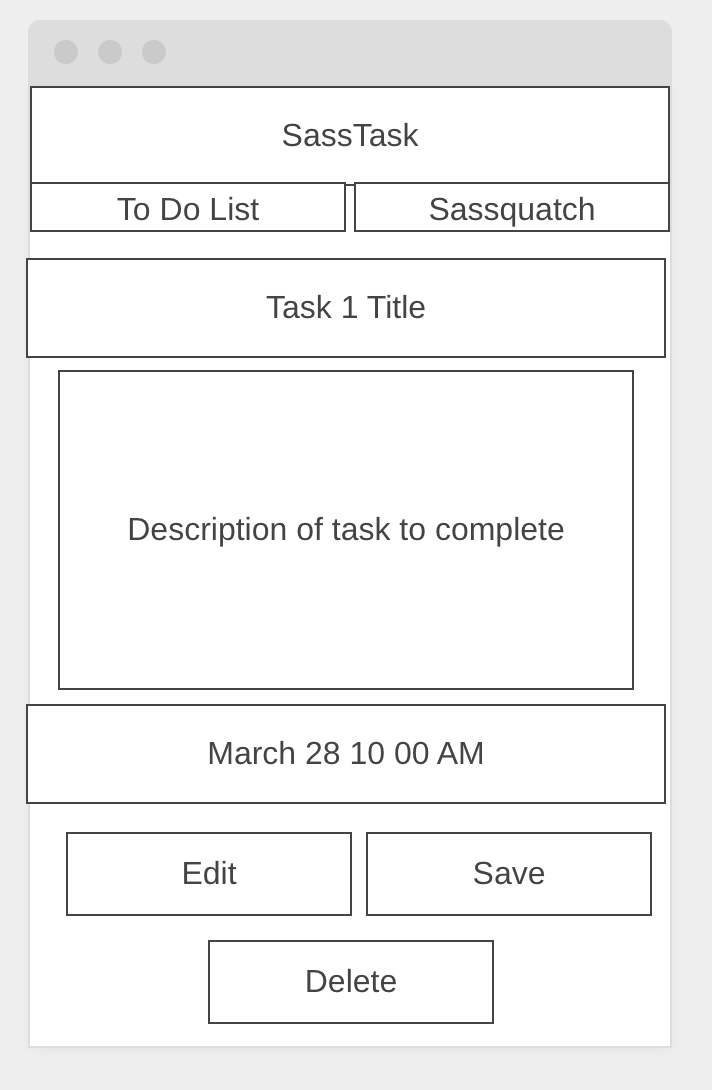 SassTask
To Do List
Sassquatch
Task 1 Title
Description of task to complete
March 28 10 00 AM
Edit
Save
Delete